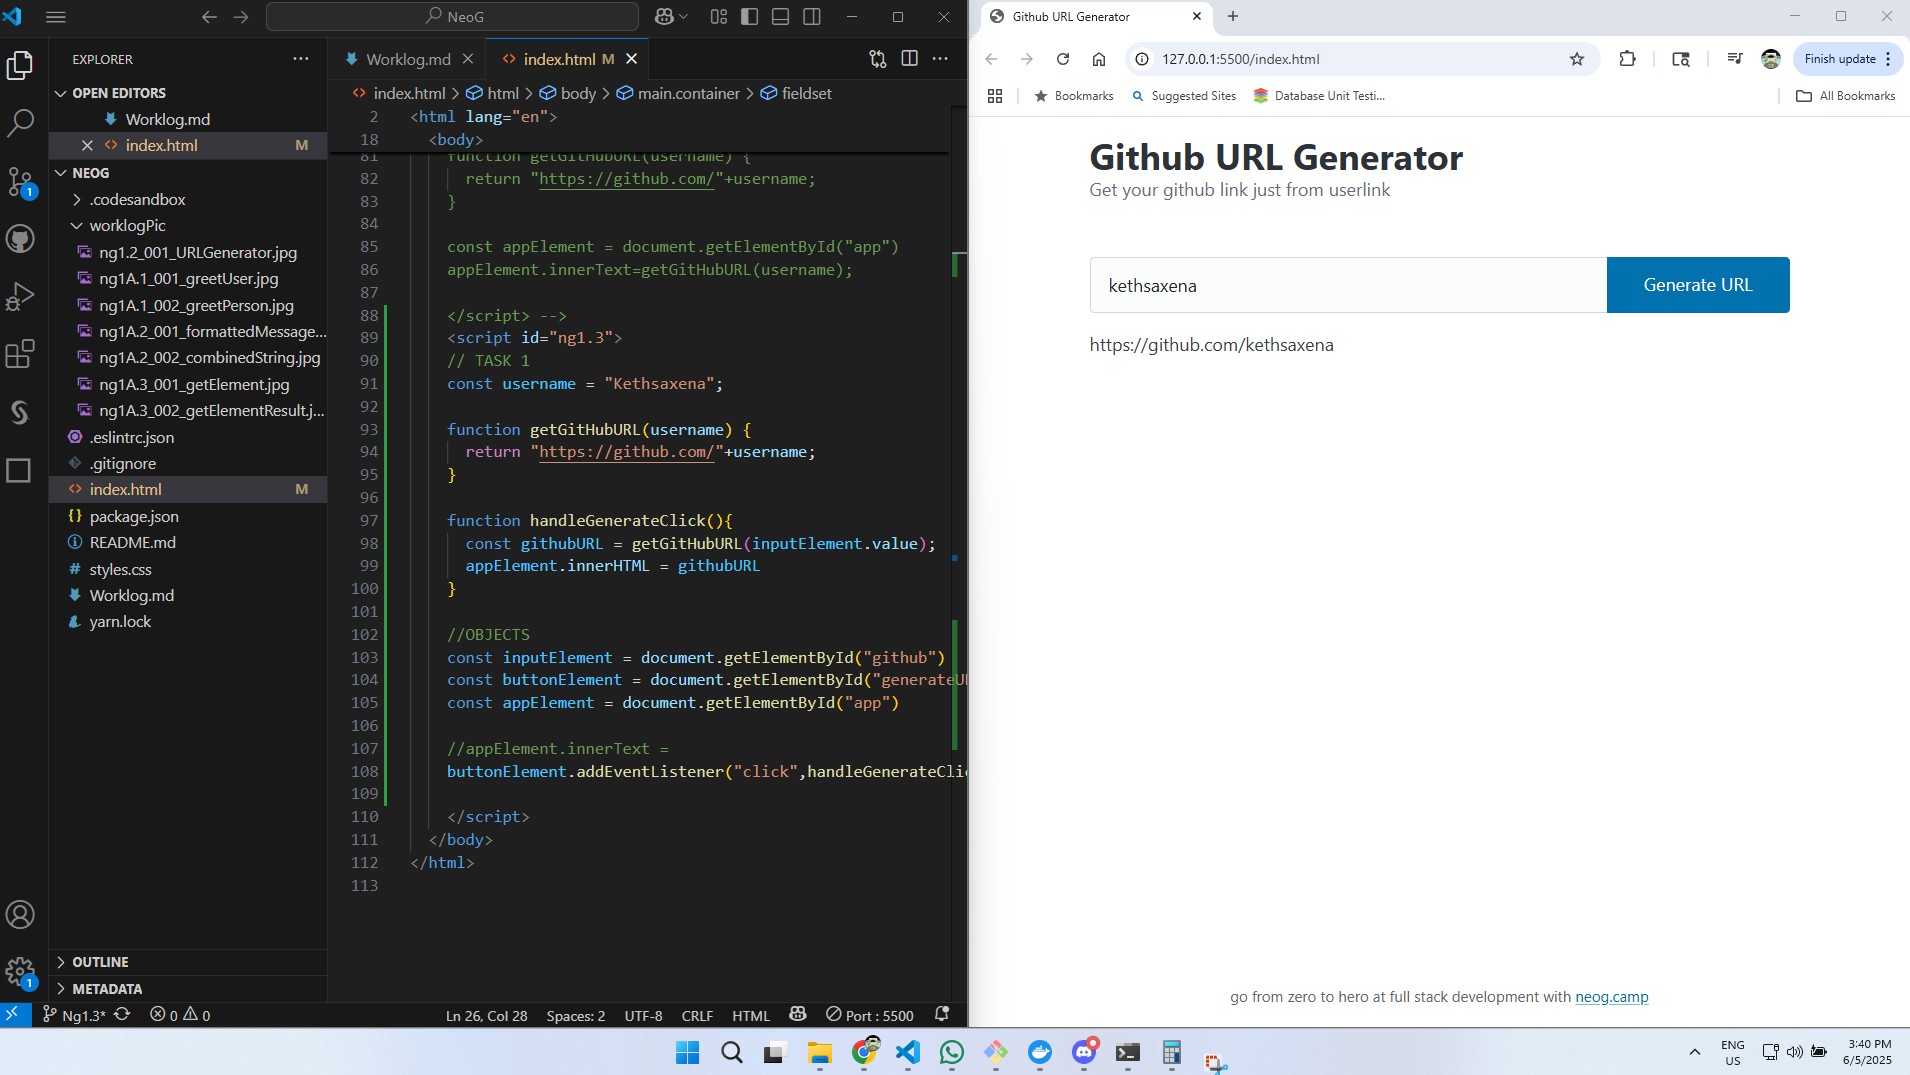 NeoG
EXPLORER
OPEN EDITORS
Worklog.md
index.html M
NEOG
.codesandbox
worklogPic
ng1.2_001_URLGenerator.jpg
ng1A.1_001_greetUser.jpg
ng1A.1_002_greetPerson.jpg
ng1A.2_001_formattedMessage...
ng1A.2_002_combinedString.jpg
ng1A.3_001_getElement.jpg
ng1A.3_002_getElementResult.j...
.eslintrc.json
.gitignore
index.html M
package.json
README.md
styles.css
Worklog.md
yarn.lock
OUTLINE
METADATA
1
1
Worklog.md
index.html M
index.html > html > body > main.container > fieldset
2 <html lang="en">
18 <body>
81 function getGitHubURL(username) {
82 return "https://github.com/"+username;
83 }
84
85 const appElement = document.getElementById("app")
86 appElement.innerText=getGitHubURL(username);
87
88 </script> -->
89 <script id="ng1.3">
90 // TASK 1
91 const username = "Kethsaxena";
92
93 function getGitHubURL(username) {
94 return "https://github.com/"+username;
95 }
96
97 function handleGenerateClick(){
98 const githubURL = getGitHubURL(inputElement.value);
99 appElement.innerHTML = githubURL
100 }
101
102 //OBJECTS
103 const inputElement = document.getElementById("github")
104 const buttonElement = document.getElementById("generateU
105 const appElement = document.getElementById("app")
106
107 //appElement.innerText =
108 buttonElement.addEventListener("click",handleGenerateCli
109
110 </script>
111 </body>
112 </html>
113
Ng1.3* 0 0 Ln 26, Col 28 Spaces: 2 UTF-8 CRLF HTML Port : 5500
Github URL Generator
127.0.0.1:5500/index.html
Finish update
Bookmarks Suggested Sites Database Unit Testi... All Bookmarks
Github URL Generator
Get your github link just from userlink
kethsaxena Generate URL
https://github.com/kethsaxena
go from zero to hero at full stack development with neog.camp
ENG
US
3:40 PM
6/5/2025